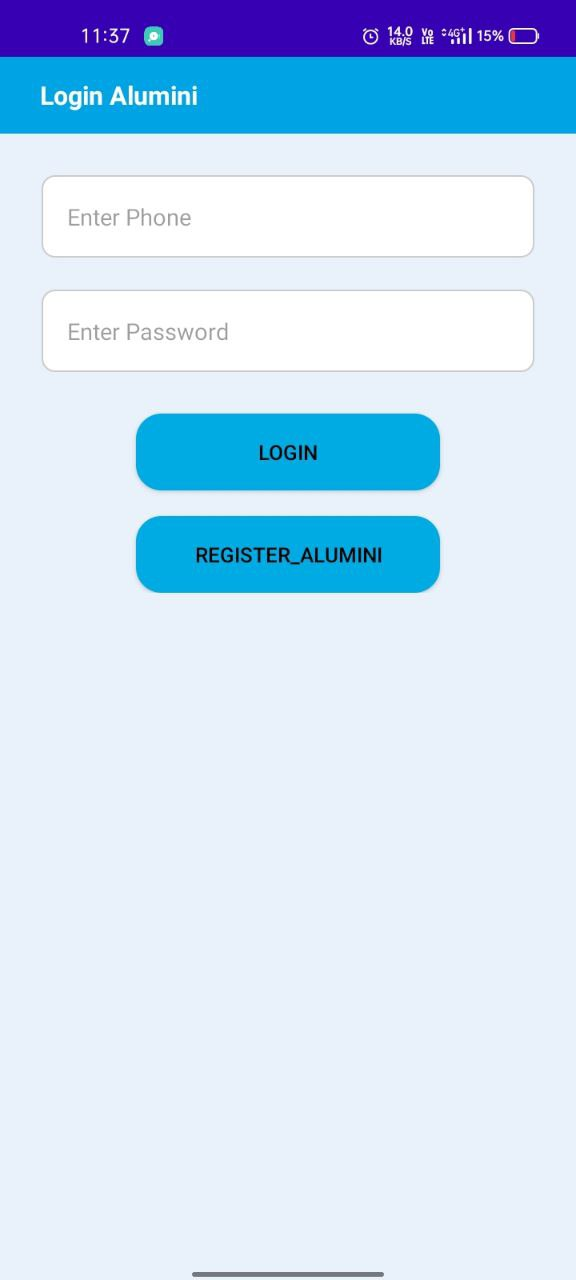 11:37 14.0 KB/S Vo LTE 4G+ 15%
Login Alumini
Enter Phone
Enter Password
LOGIN
REGISTER_ALUMINI